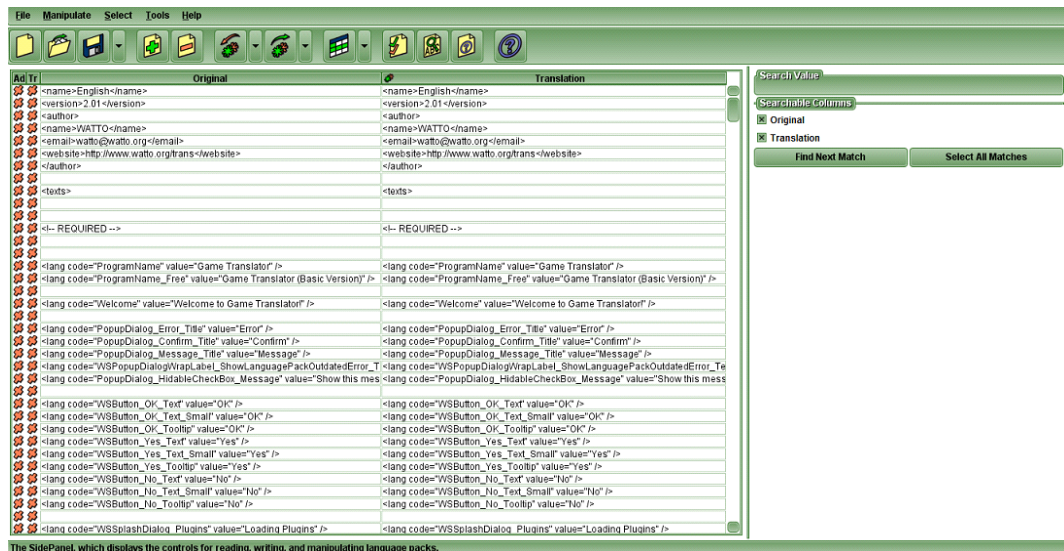 File Manipulate Select Tools Help
Ad Tr Original Translation
<name>English</name> <name>English</name>
<version>2.01</version> <version>2.01</version>
<author> <author>
<name>WATTO</name> <name>WATTO</name>
<email>watto@watto.org</email> <email>watto@watto.org</email>
<website>http://www.watto.org/trans</website> <website>http://www.watto.org/trans</website>
</author> </author>
<texts> <texts>
<!-- REQUIRED --> <!-- REQUIRED -->
<lang code="ProgramName" value="Game Translator" /> <lang code="ProgramName" value="Game Translator" />
<lang code="ProgramName_Free" value="Game Translator (Basic Version)" /> <lang code="ProgramName_Free" value="Game Translator (Basic Version)" />
<lang code="Welcome" value="Welcome to Game Translator!" /> <lang code="Welcome" value="Welcome to Game Translator!" />
<lang code="PopupDialog_Error_Title" value="Error" /> <lang code="PopupDialog_Error_Title" value="Error" />
<lang code="PopupDialog_Confirm_Title" value="Confirm" /> <lang code="PopupDialog_Confirm_Title" value="Confirm" />
<lang code="PopupDialog_Message_Title" value="Message" /> <lang code="PopupDialog_Message_Title" value="Message" />
<lang code="WSPopupDialogWrapLabel_ShowLanguagePackOutdatedError_T <lang code="WSPopupDialogWrapLabel_ShowLanguagePackOutdatedError_Te
<lang code="PopupDialog_HidableCheckBox_Message" value="Show this mes <lang code="PopupDialog_HidableCheckBox_Message" value="Show this mess
<lang code="WSButton_OK_Text" value="OK" /> <lang code="WSButton_OK_Text" value="OK" />
<lang code="WSButton_OK_Text_Small" value="OK" /> <lang code="WSButton_OK_Text_Small" value="OK" />
<lang code="WSButton_OK_Tooltip" value="OK" /> <lang code="WSButton_OK_Tooltip" value="OK" />
<lang code="WSButton_Yes_Text" value="Yes" /> <lang code="WSButton_Yes_Text" value="Yes" />
<lang code="WSButton_Yes_Text_Small" value="Yes" /> <lang code="WSButton_Yes_Text_Small" value="Yes" />
<lang code="WSButton_Yes_Tooltip" value="Yes" /> <lang code="WSButton_Yes_Tooltip" value="Yes" />
<lang code="WSButton_No_Text" value="No" /> <lang code="WSButton_No_Text" value="No" />
<lang code="WSButton_No_Text_Small" value="No" /> <lang code="WSButton_No_Text_Small" value="No" />
<lang code="WSButton_No_Tooltip" value="No" /> <lang code="WSButton_No_Tooltip" value="No" />
<lang code="WSSplashDialog_Plugins" value="Loading Plugins" /> <lang code="WSSplashDialog_Plugins" value="Loading Plugins" />
Search Value
Searchable Columns
Original
Translation
Find Next Match Select All Matches
The SidePanel, which displays the controls for reading, writing, and manipulating language packs.